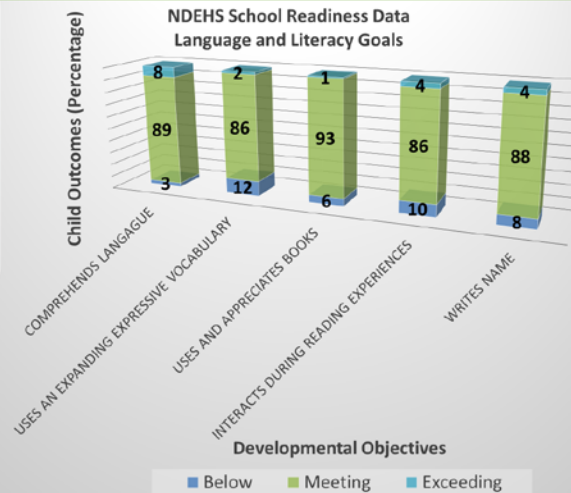 NDEHS School Readiness Data
Language and Literacy Goals
Child Outcomes (Percentage)
8 2 1 4 4
89 86 93 86 88
3 12 6 10 8
COMPREHENDS LANGAGUE
USES AN EXPANDING EXPRESSIVE VOCABULARY
USES AND APPRECIATES BOOKS
INTERACTS DURING READING EXPERIENCES
WRITES NAME
Developmental Objectives
Below Meeting Exceeding